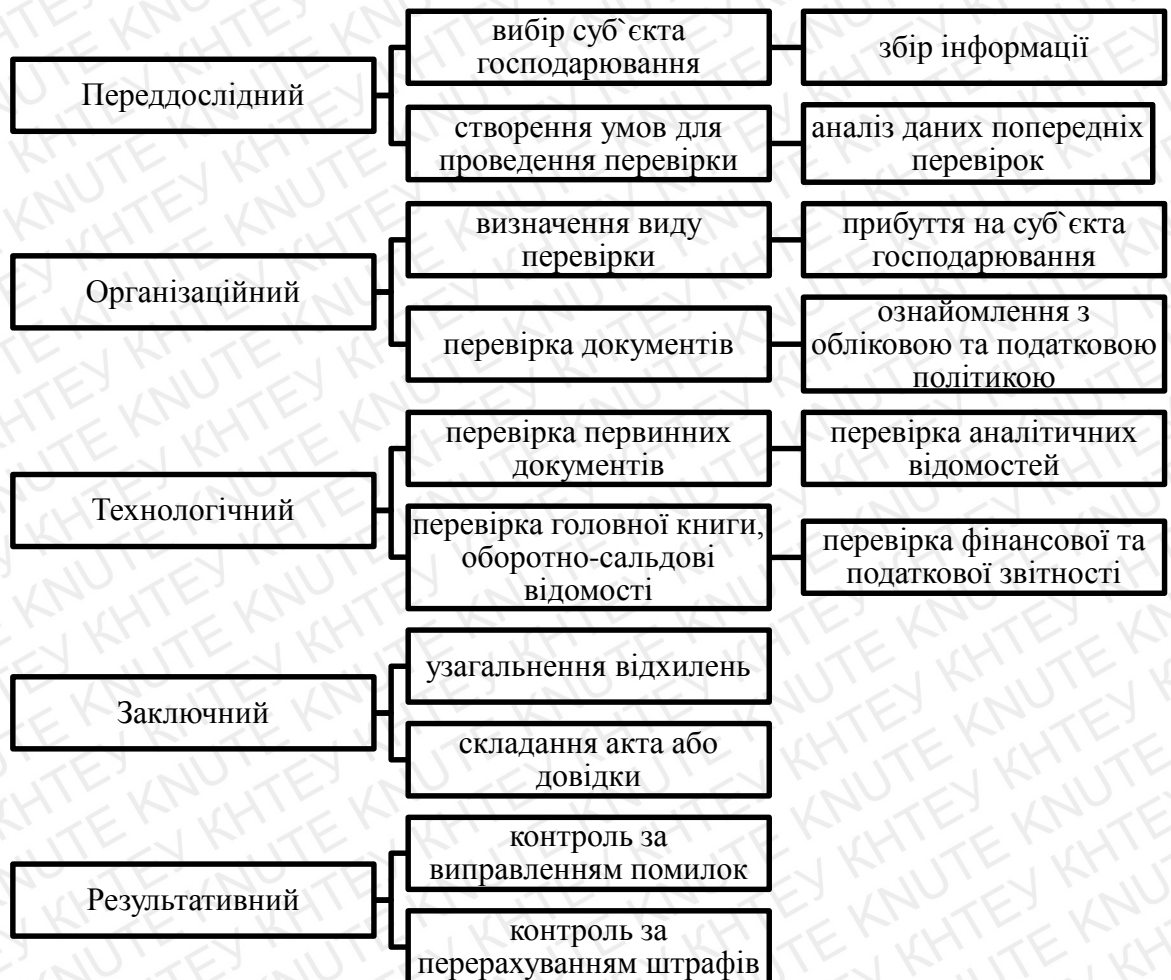 Переддослідний
вибір суб`єкта
господарювання
збір інформації
створення умов для
проведення перевірки
аналіз даних попередніх
перевірок
Організаційний
визначення виду
перевірки
прибуття на суб`єкта
господарювання
перевірка документів
ознайомлення з
обліковою та податковою
політикою
Технологічний
перевірка первинних
документів
перевірка аналітичних
відомостей
перевірка головної книги,
оборотно-сальдові
відомості
перевірка фінансової та
податкової звітності
Заключний
узагальнення відхилень
складання акта або
довідки
Результативний
контроль за
виправленням помилок
контроль за
перерахуванням штрафів